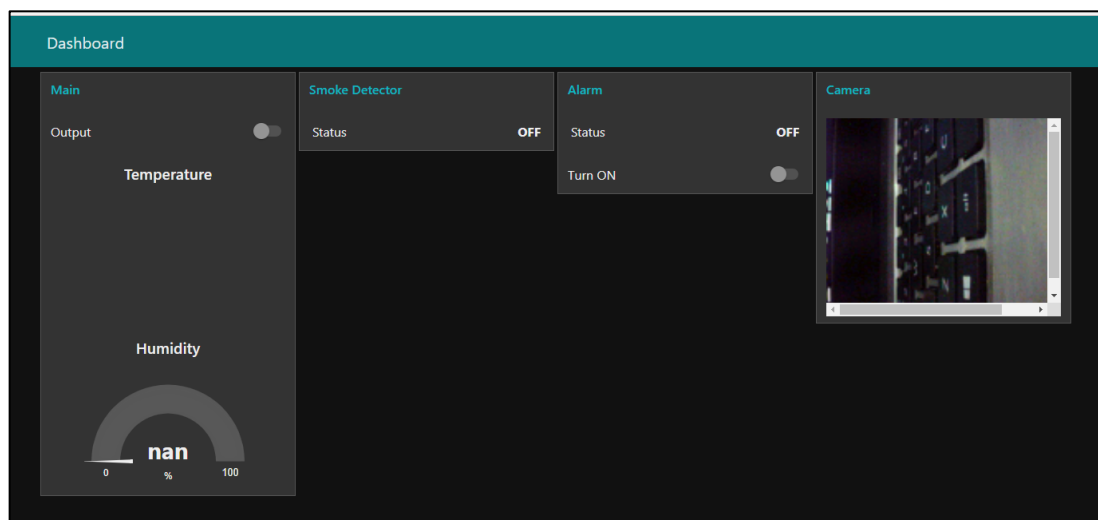 Dashboard
Main
Output
Temperature
Humidity
nan
0
%
100
Smoke Detector
Status OFF
Alarm
Status OFF
Turn ON
Camera